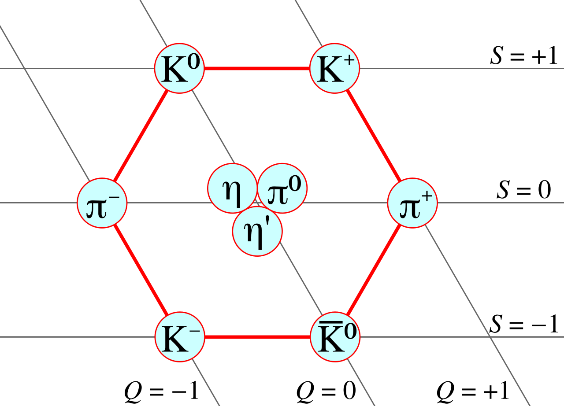 K⁰ K⁺ S = +1
π⁻ η π⁰ π⁺ S = 0
η'
K⁻ K̅⁰ S = −1
Q = −1 Q = 0 Q = +1